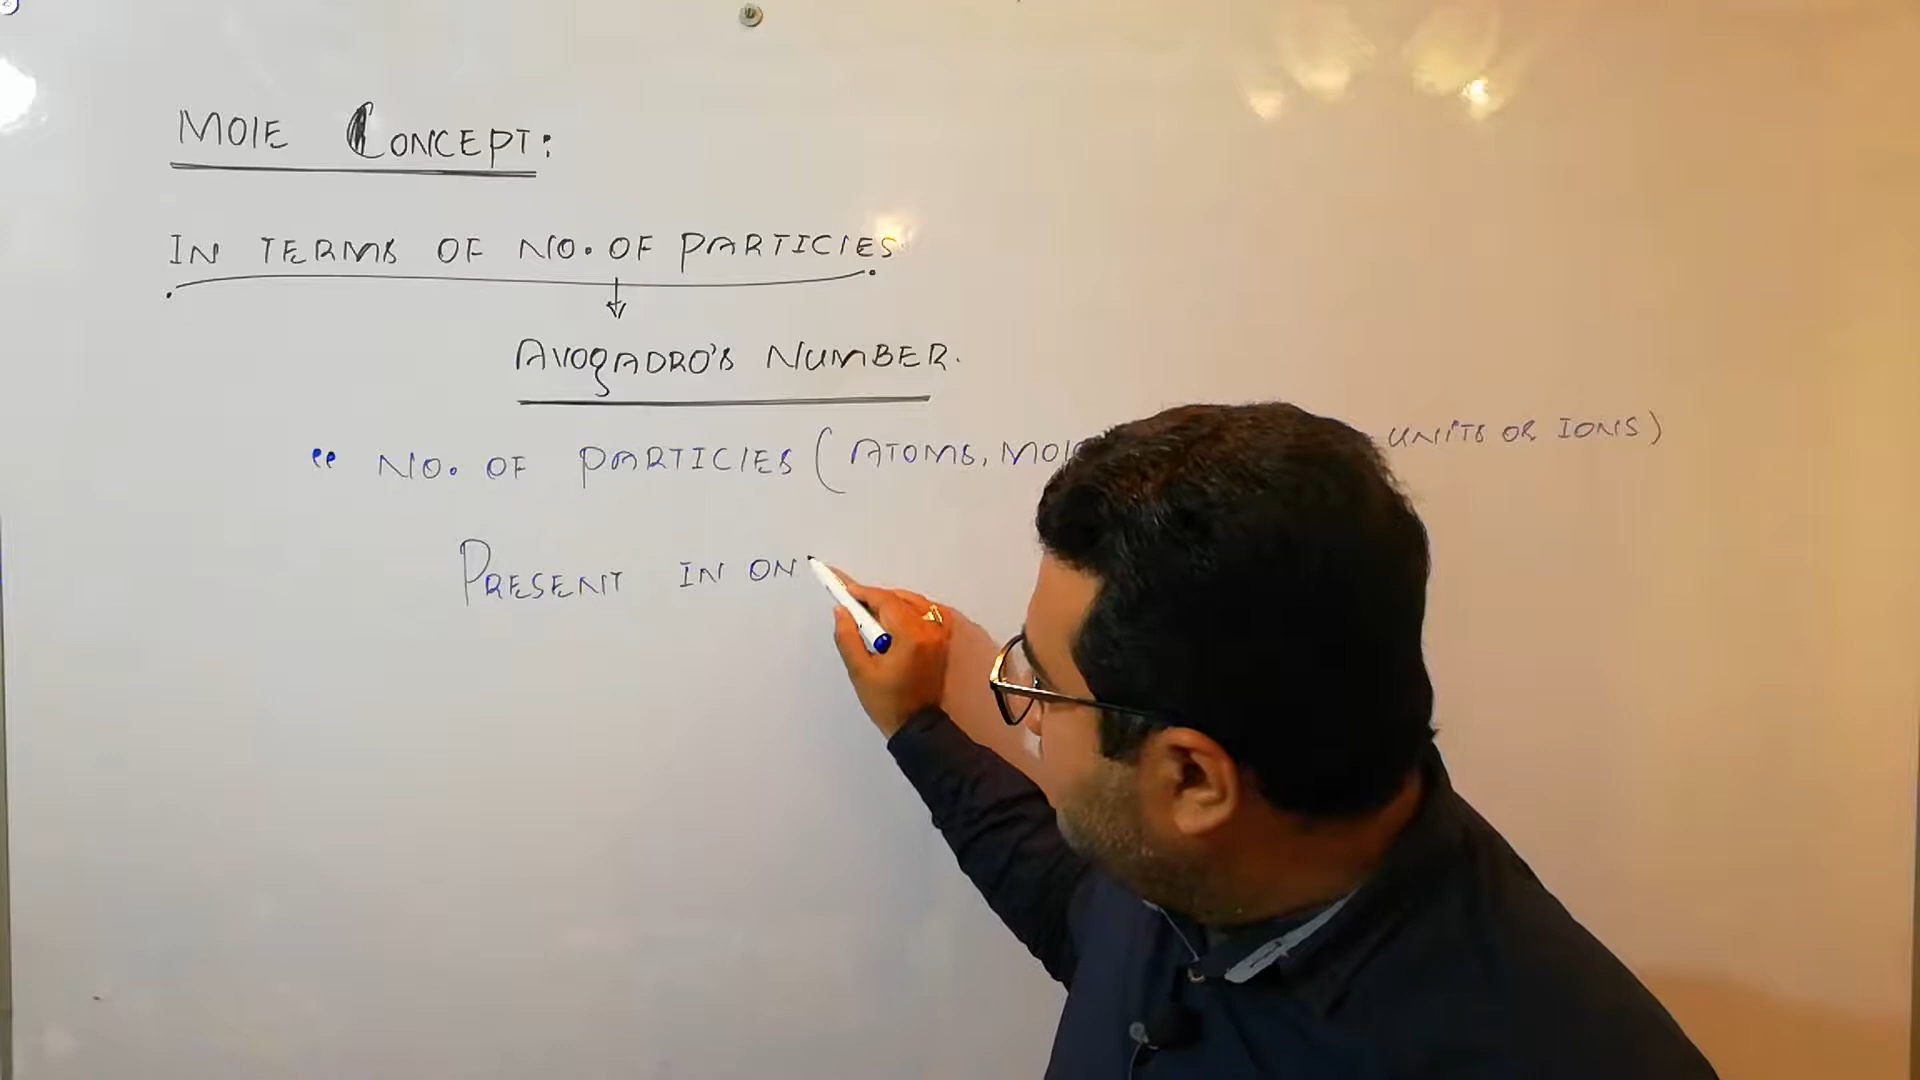 MOLE CONCEPT:
IN TERMS OF NO. OF PARTICLES
AVOGADRO'S NUMBER.
" NO. OF PARTICLES (ATOMS, MOL UNITS OR IONS)
PRESENT IN ON